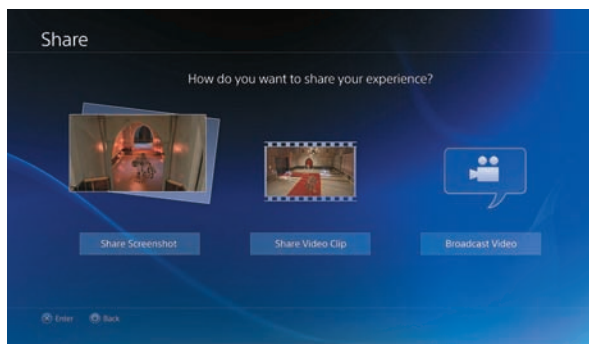 Share
How do you want to share your experience?
Share Screenshot
Share Video Clip
Broadcast Video
Enter
Back